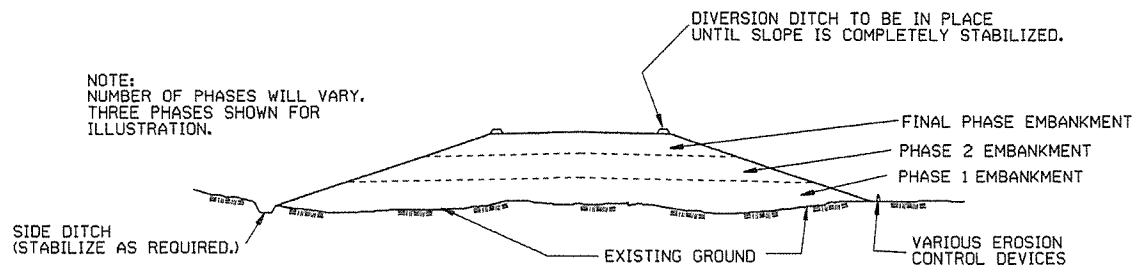 DIVERSION DITCH TO BE IN PLACE
UNTIL SLOPE IS COMPLETELY STABILIZED.
NOTE:
NUMBER OF PHASES WILL VARY.
THREE PHASES SHOWN FOR
ILLUSTRATION.
FINAL PHASE EMBANKMENT
PHASE 2 EMBANKMENT
PHASE 1 EMBANKMENT
SIDE DITCH
(STABILIZE AS REQUIRED.)
EXISTING GROUND
VARIOUS EROSION
CONTROL DEVICES